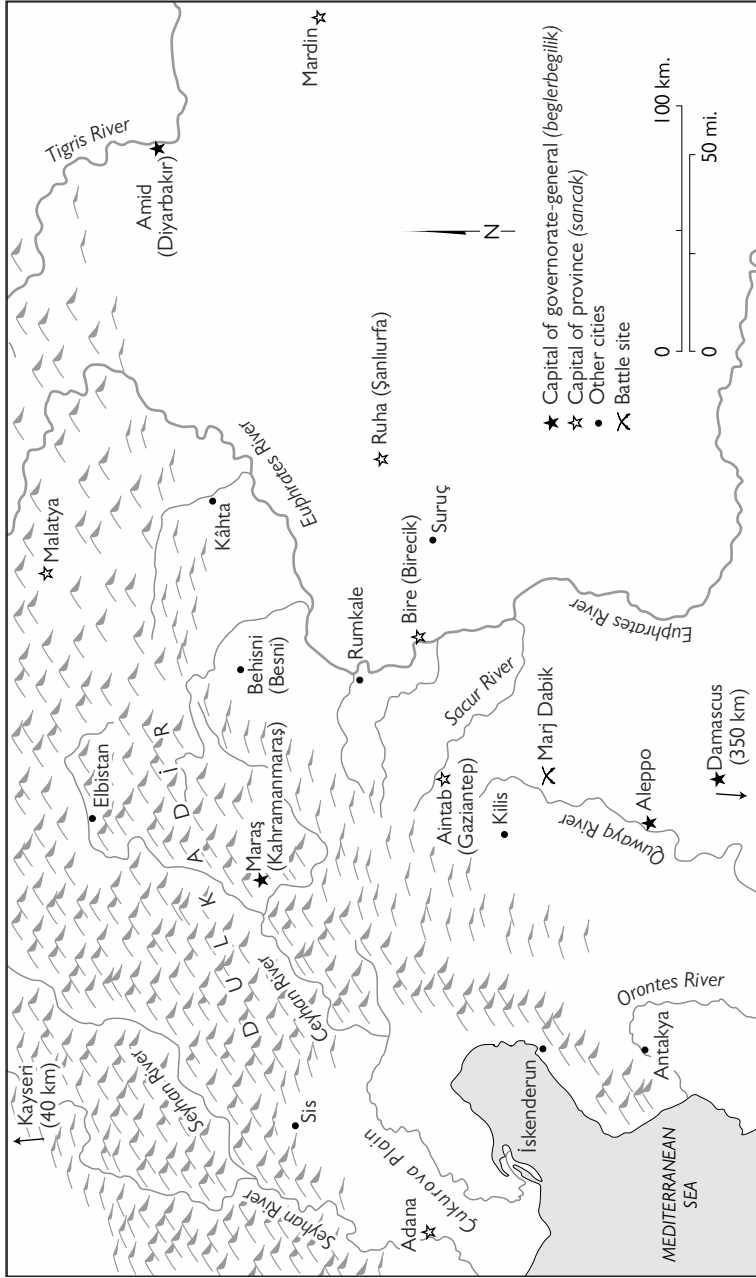 Kayseri
(40 km)
Seyhan River
Seyhan River
Adana
Çukurova Plain
Sis
Ceyhan River
DULKADİR
Elbistan
Maraş
(Kahramanmaraş)
Malatya
Behisni
(Besni)
Kâhta
Euphrates River
Rumkale
Bire (Birecik)
Suruç
Ruha (Şanlıurfa)
Tigris River
Amid
(Diyarbakır)
Mardin
Sacur River
Aintab
(Gaziantep)
Kilis
Marj Dabik
Quwayq River
Aleppo
Damascus
(350 km)
Euphrates River
İskenderun
Antakya
Orontes River
MEDITERRANEAN
SEA
N
Capital of governorate-general (beglerbegilik)
Capital of province (sancak)
Other cities
Battle site
0 100 km.
0 50 mi.